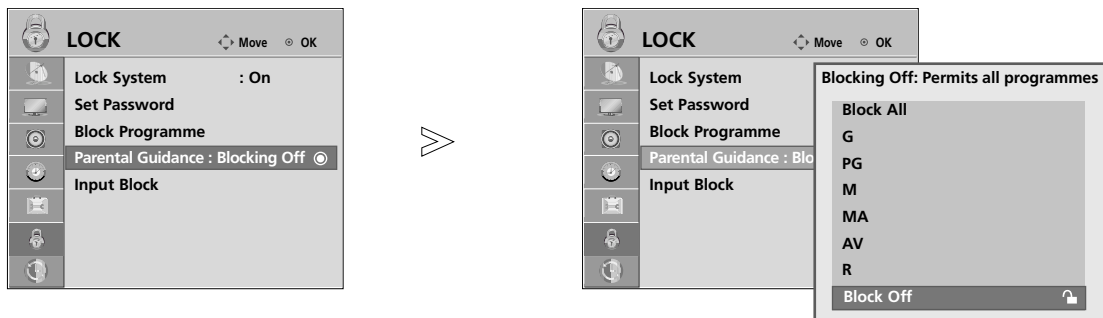 LOCK
Move
OK
Lock System : On
Set Password
Block Programme
Parental Guidance : Blocking Off
Input Block
LOCK
Move
OK
Lock System
Set Password
Block Programme
Parental Guidance : Blo
Input Block
Blocking Off: Permits all programmes
Block All
G
PG
M
MA
AV
R
Block Off